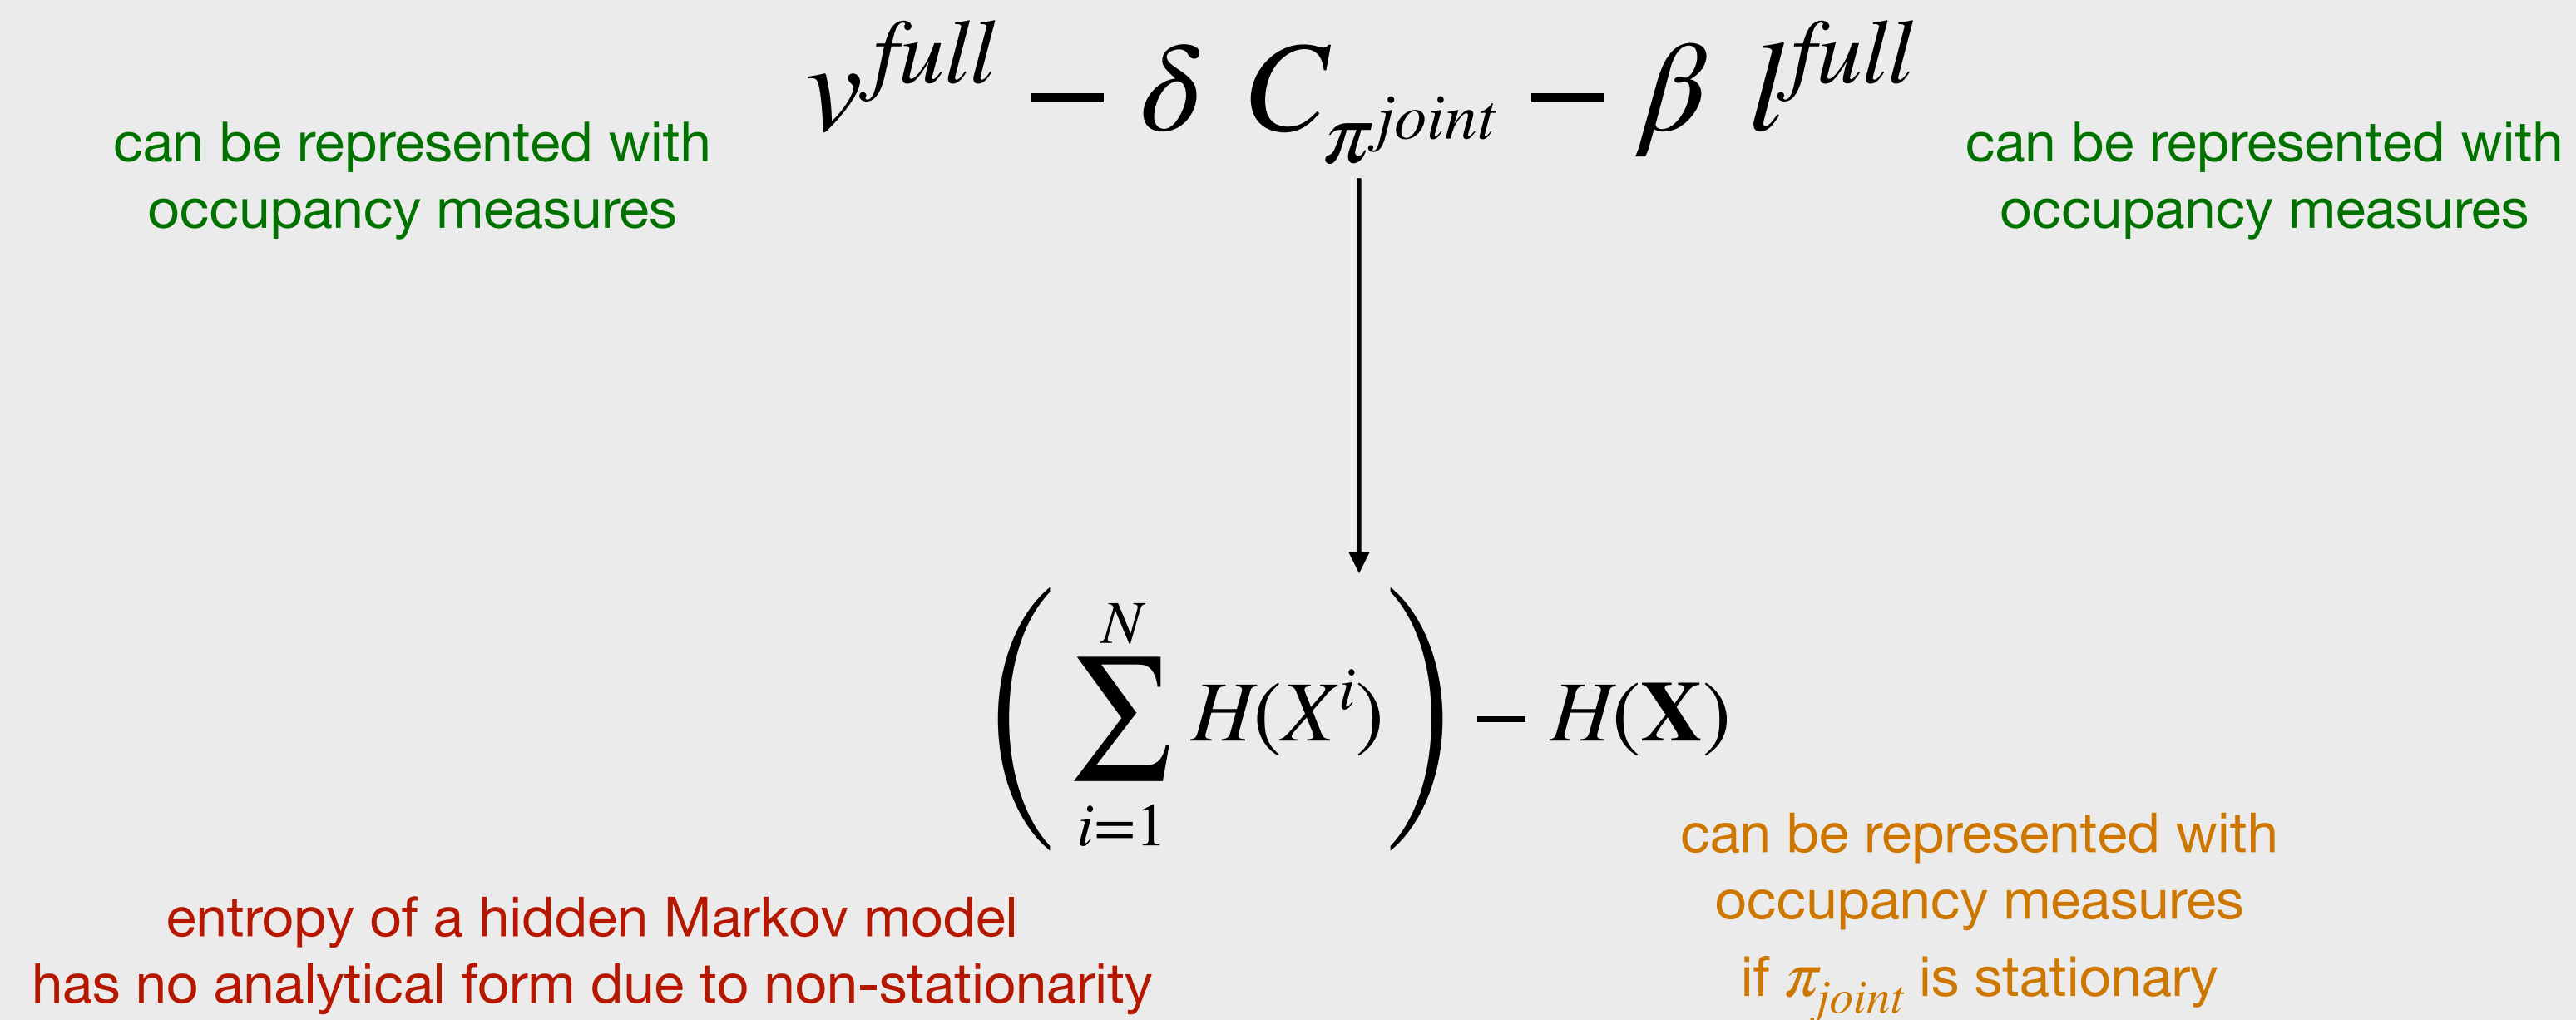 v^{full} − δ C_{π^{joint}} − β l^{full}
can be represented with
occupancy measures
can be represented with
occupancy measures
( \sum_{i=1}^{N} H(X^i) ) − H(𝐗)
can be represented with
occupancy measures
if π_{joint} is stationary
entropy of a hidden Markov model
has no analytical form due to non-stationarity